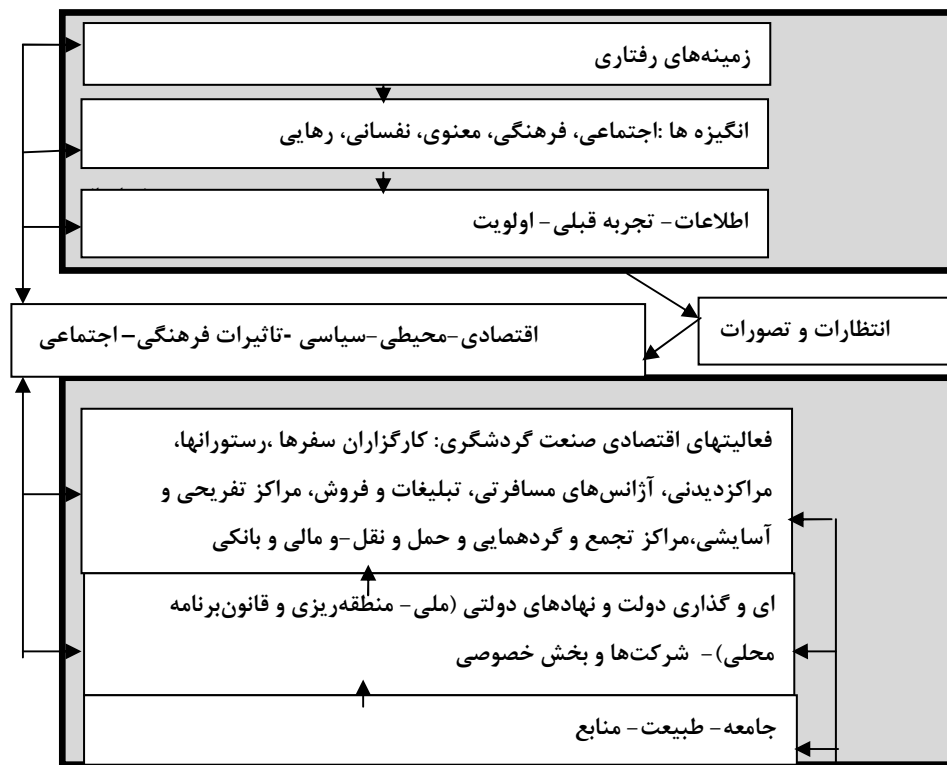 زمینه‌های رفتاری
انگیزه ها :اجتماعی، فرهنگی، معنوی، نفسانی، رهایی
اطلاعات- تجربه قبلی- اولویت
انتظارات و تصورات
اقتصادی-محیطی-سیاسی -تاثیرات فرهنگی-اجتماعی
فعالیتهای اقتصادی صنعت گردشگری: کارگزاران سفرها ،رستورانها،
مراکزدیدنی، آژانس‌های مسافرتی، تبلیغات و فروش، مراکز تفریحی و
آسایشی،مراکز تجمع و گردهمایی و حمل و نقل-و مالی و بانکی
ای و گذاری دولت و نهادهای دولتی (ملی- منطقه‌ریزی و قانون‌برنامه
محلی)- شرکت‌ها و بخش خصوصی
جامعه- طبیعت- منابع